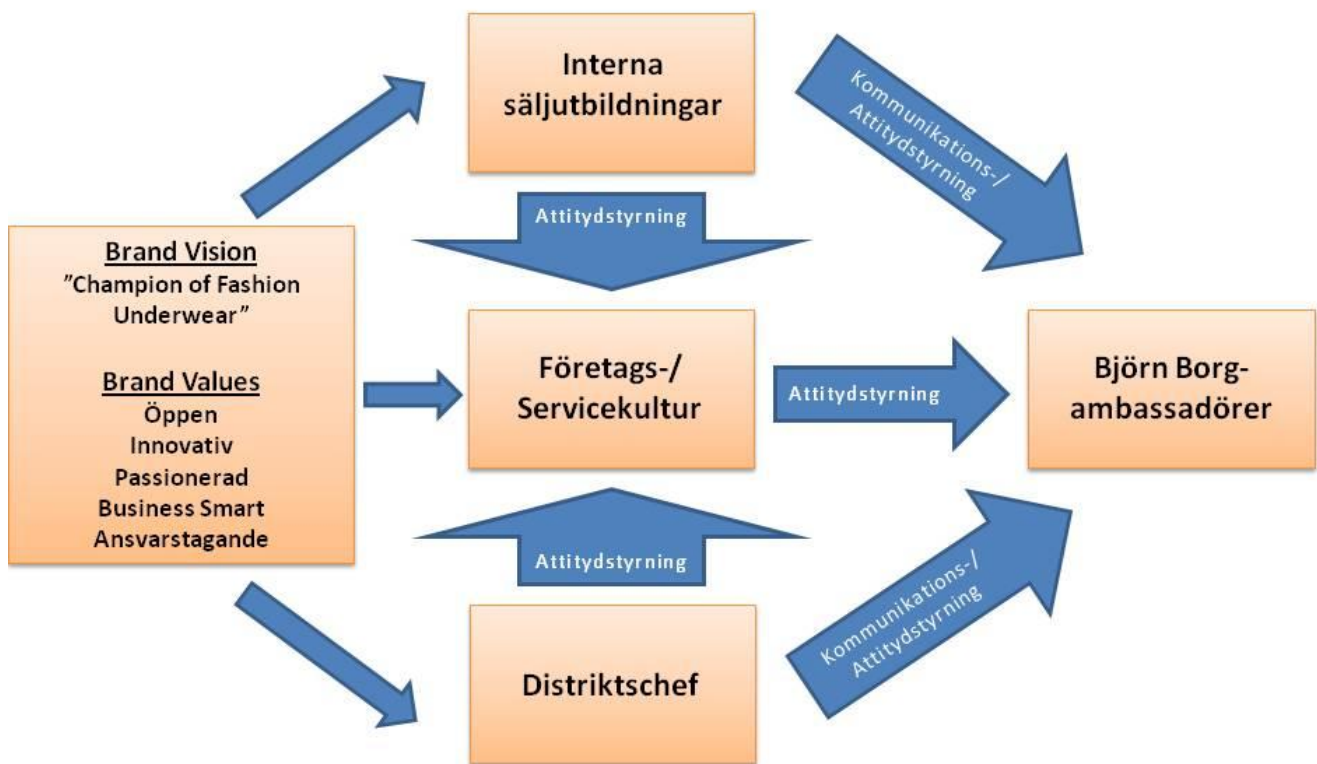 Interna
säljutbildningar
Kommunikations-/
Attitydstyrning
Attitydstyrning
Brand Vision
”Champion of Fashion
Underwear”
Brand Values
Öppen
Innovativ
Passionerad
Business Smart
Ansvarstagande
Företags-/
Servicekultur
Attitydstyrning
Björn Borg-
ambassadörer
Attitydstyrning
Kommunikations-/
Attitydstyrning
Distriktschef